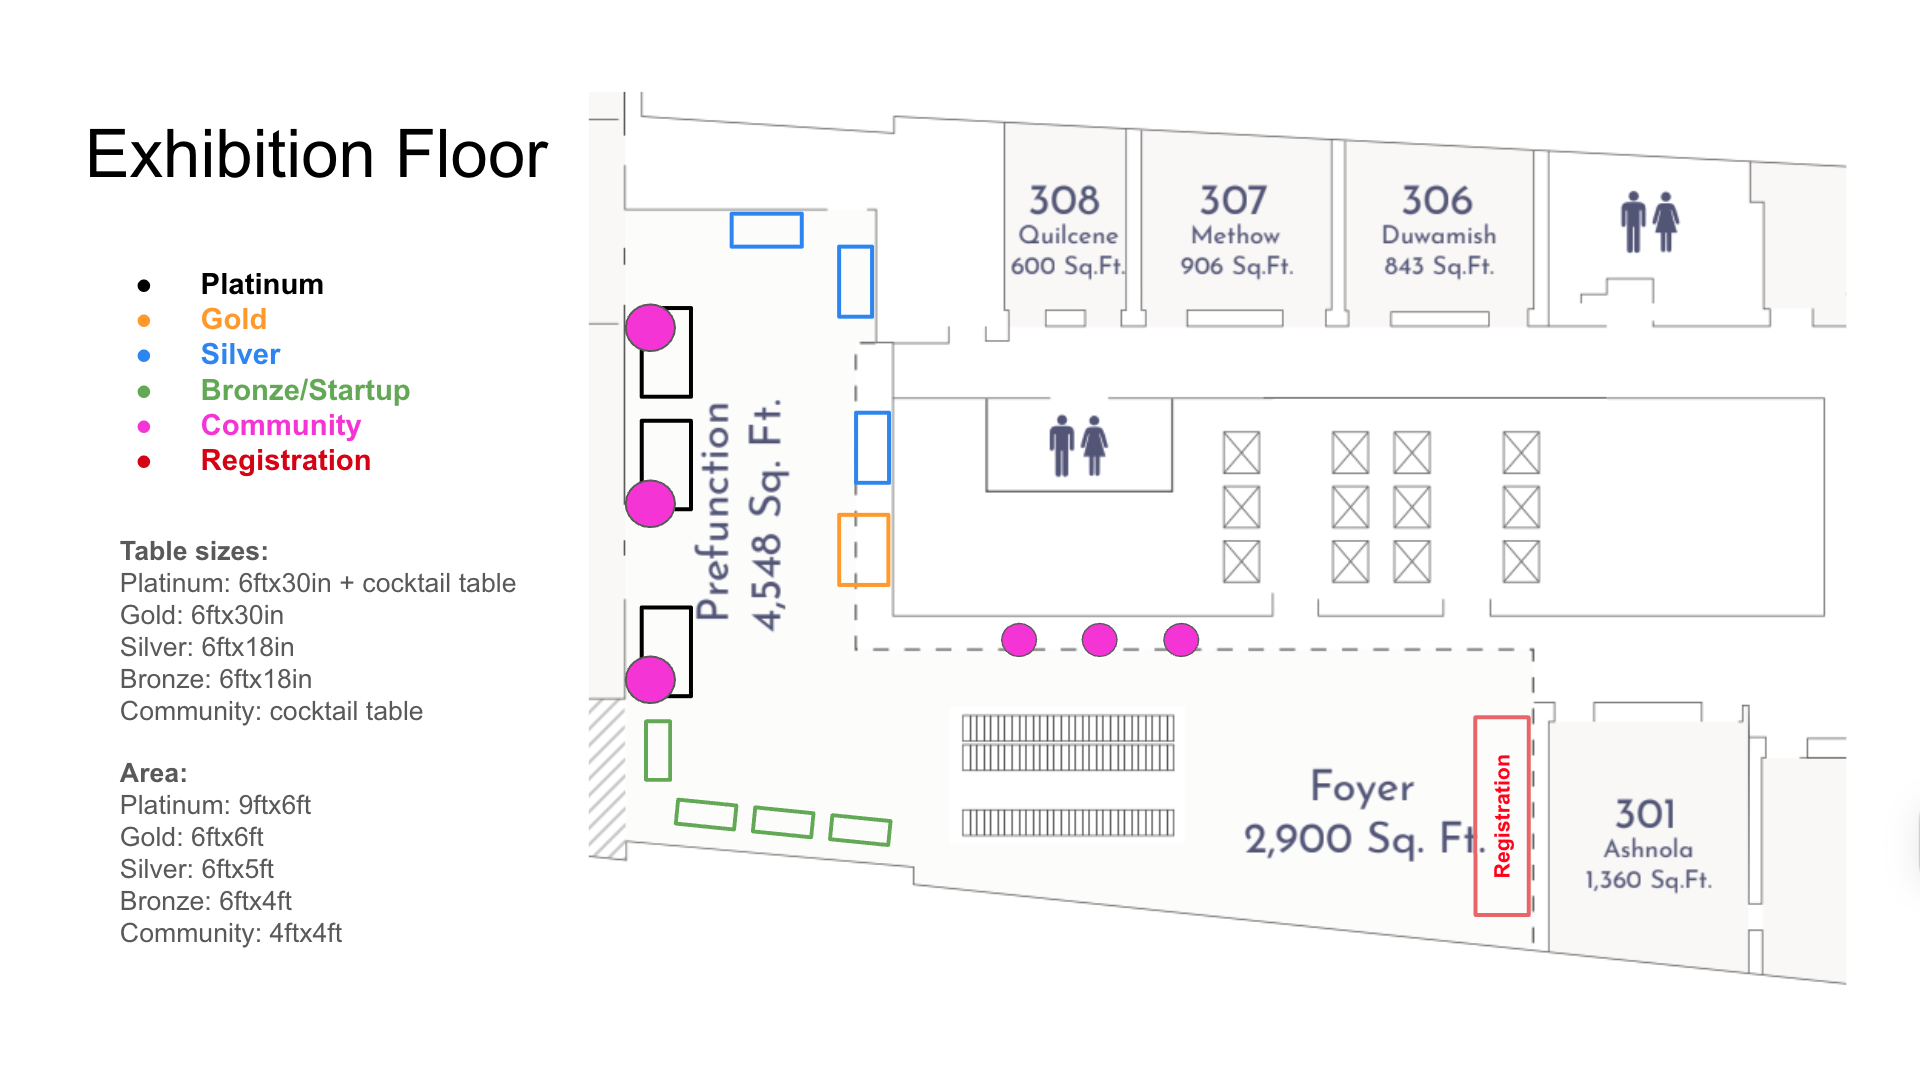 Exhibition Floor
Platinum
Gold
Silver
Bronze/Startup
Community
Registration
Table sizes:
Platinum: 6ftx30in + cocktail table
Gold: 6ftx30in
Silver: 6ftx18in
Bronze: 6ftx18in
Community: cocktail table
Area:
Platinum: 9ftx6ft
Gold: 6ftx6ft
Silver: 6ftx5ft
Bronze: 6ftx4ft
Community: 4ftx4ft
308
Quilcene
600 Sq.Ft.
307
Methow
906 Sq.Ft.
306
Duwamish
843 Sq.Ft.
Prefunction
4,548 Sq. Ft.
Foyer
2,900 Sq. Ft.
Registration
301
Ashnola
1,360 Sq.Ft.